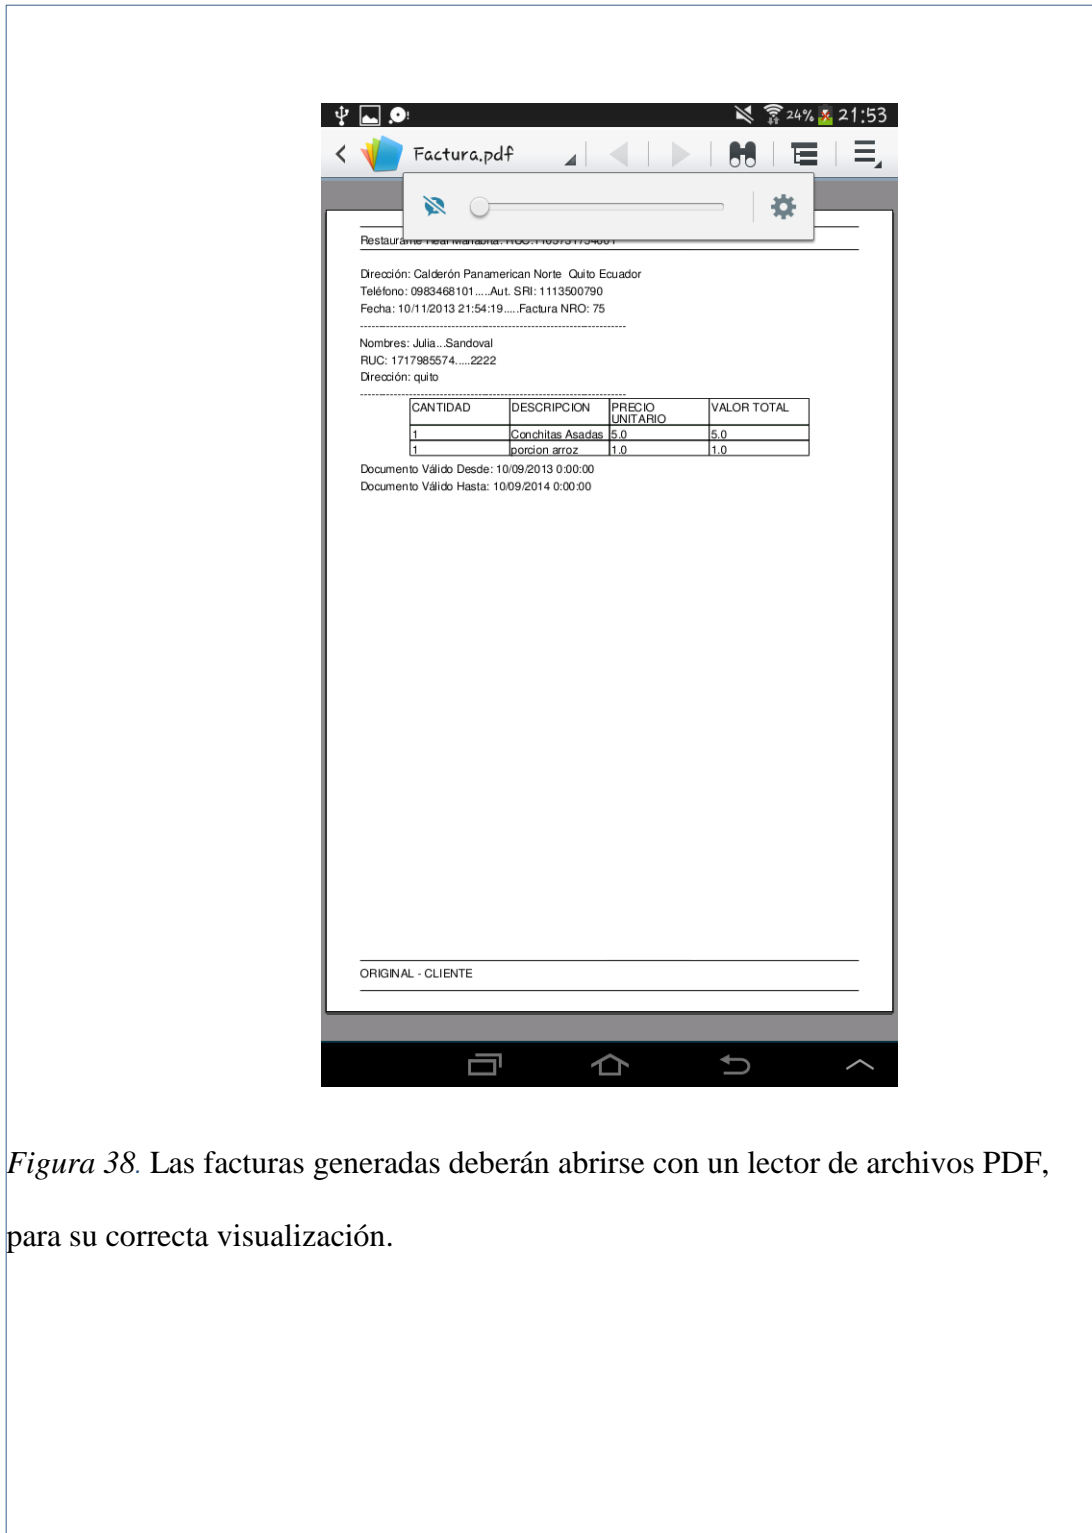 24% 21:53
Factura.pdf
Restaurante Real Manabita.
Dirección: Calderón Panamerican Norte Quito Ecuador
Teléfono: 0983468101.....Aut. SRI: 1113500790
Fecha: 10/11/2013 21:54:19.....Factura NRO: 75
Nombres: Julia...Sandoval
RUC: 1717985574.....2222
Dirección: quito
CANTIDAD DESCRIPCION PRECIO UNITARIO VALOR TOTAL
1 Conchitas Asadas 5.0 5.0
1 porcion arroz 1.0 1.0
Documento Válido Desde: 10/09/2013 0:00:00
Documento Válido Hasta: 10/09/2014 0:00:00
ORIGINAL - CLIENTE
Figura 38. Las facturas generadas deberán abrirse con un lector de archivos PDF,
para su correcta visualización.